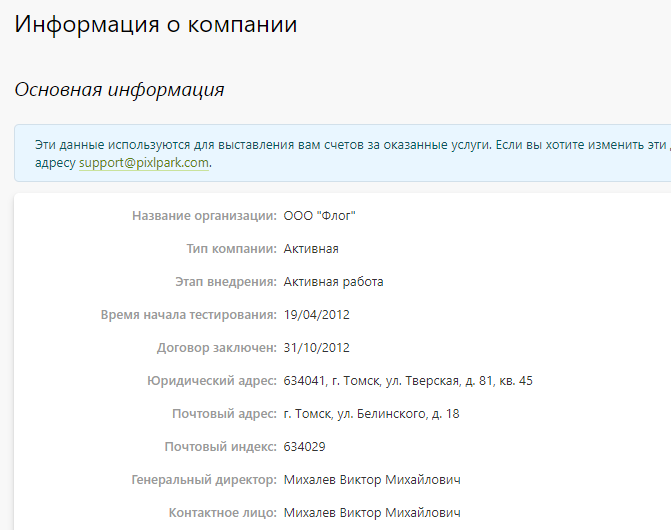 Информация о компании
Основная информация
Эти данные используются для выставления вам счетов за оказанные услуги. Если вы хотите изменить эти
адресу support@pixlpark.com.
Название организации: ООО "Флог"
Тип компании: Активная
Этап внедрения: Активная работа
Время начала тестирования: 19/04/2012
Договор заключен: 31/10/2012
Юридический адрес: 634041, г. Томск, ул. Тверская, д. 81, кв. 45
Почтовый адрес: г. Томск, ул. Белинского, д. 18
Почтовый индекс: 634029
Генеральный директор: Михалев Виктор Михайлович
Контактное лицо: Михалев Виктор Михайлович